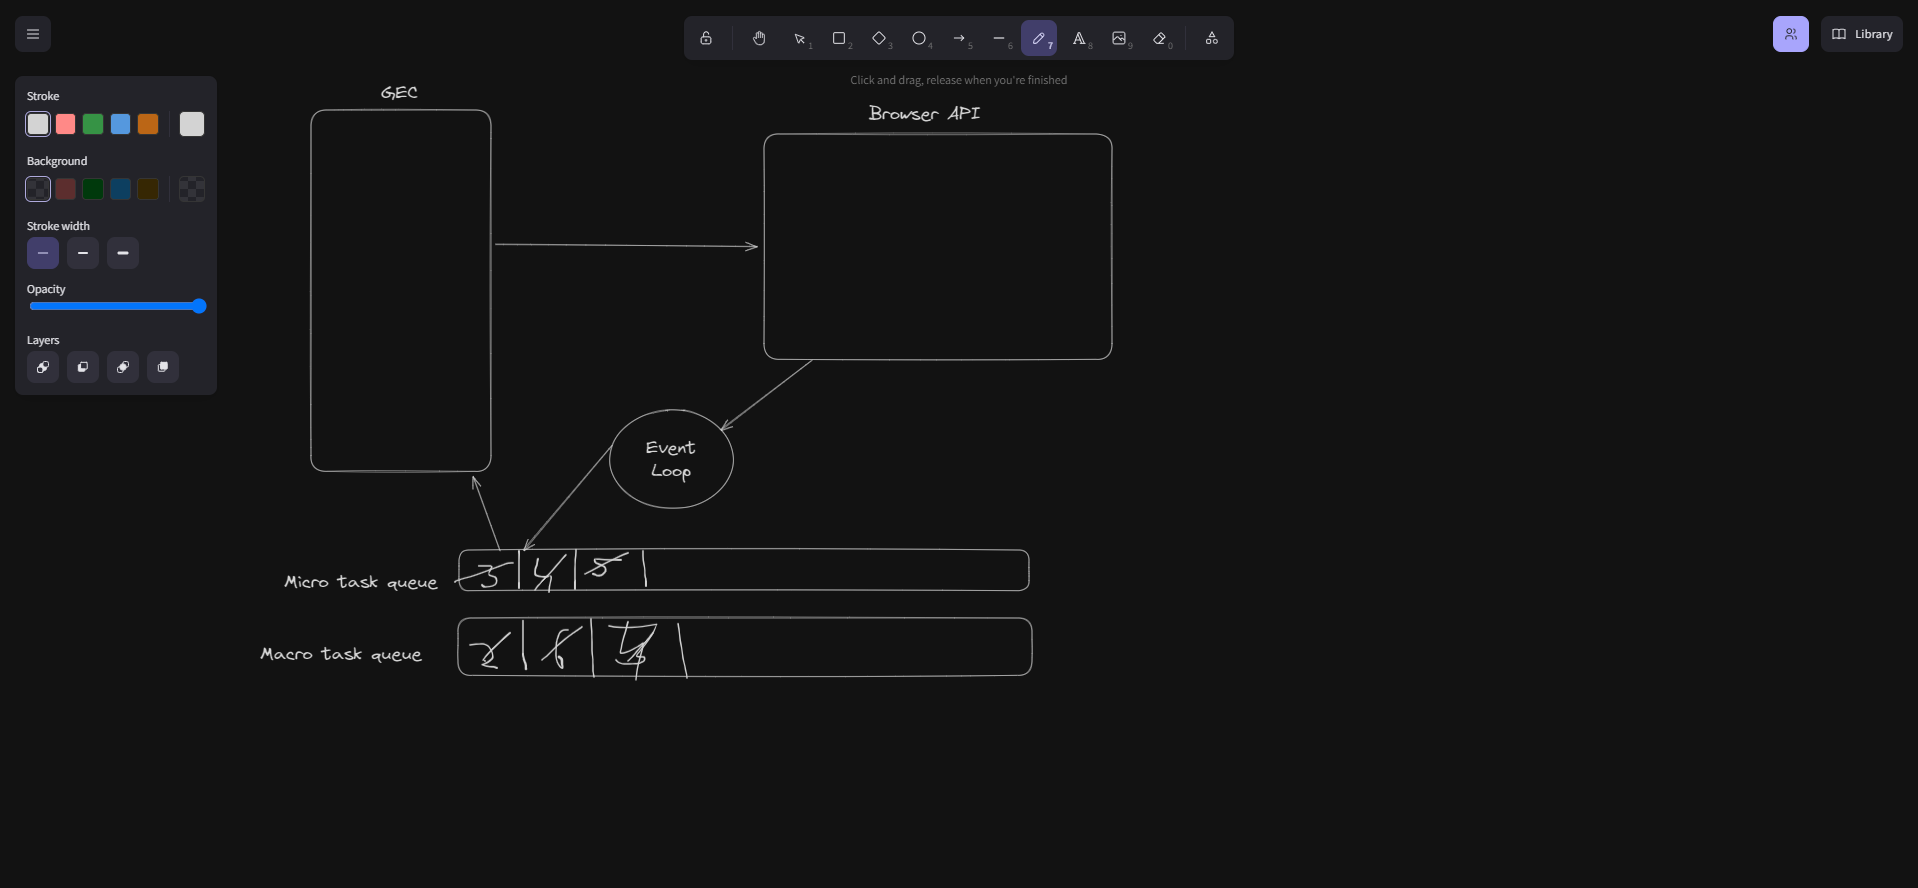 1
2
3
4
5
6
7
8
9
0
Library
Click and drag, release when you're finished
Stroke
Background
Stroke width
Opacity
Layers
GEC
Browser API
Event
Loop
Micro task queue
3 4 5
Macro task queue
2 6